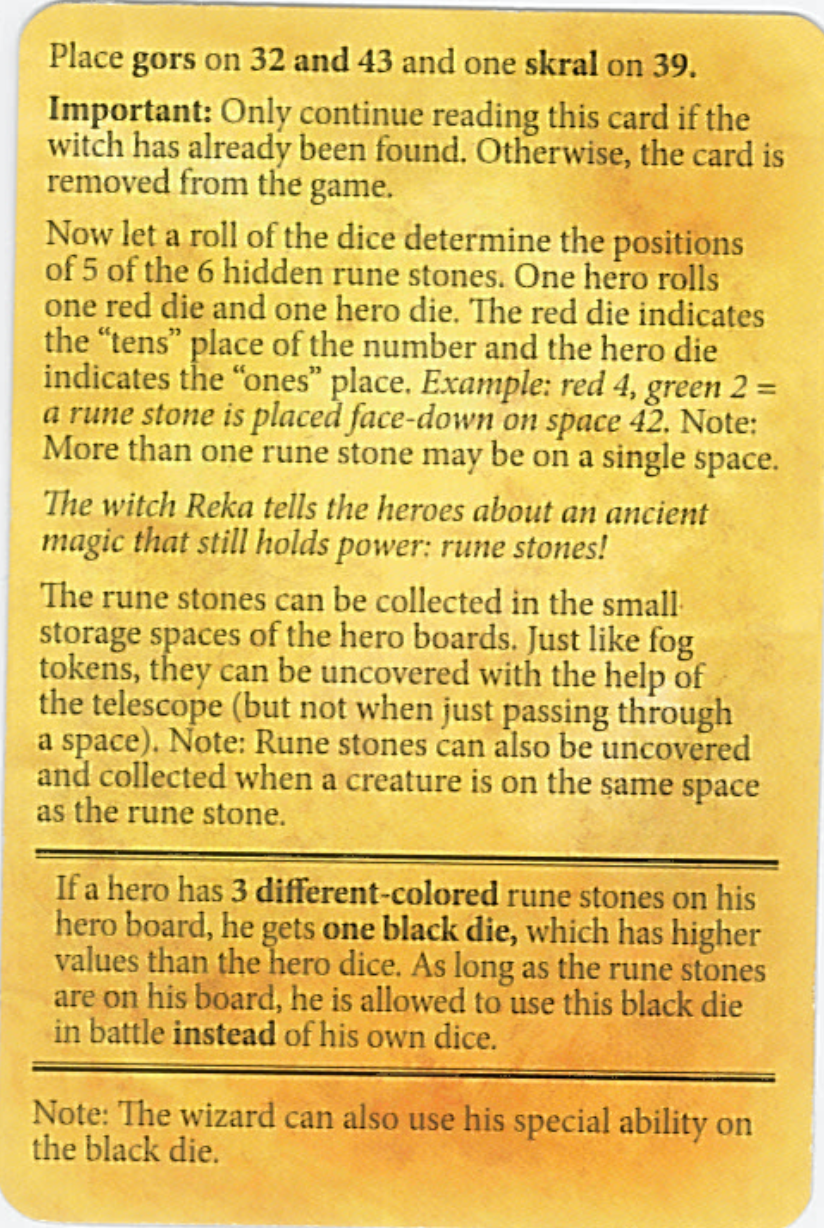 Place gors on 32 and 43 and one skral on 39.
Important: Only continue reading this card if the
witch has already been found. Otherwise, the card is
removed from the game.
Now let a roll of the dice determine the positions
of 5 of the 6 hidden rune stones. One hero rolls
one red die and one hero die. The red die indicates
the “tens” place of the number and the hero die
indicates the “ones” place. Example: red 4, green 2 =
a rune stone is placed face-down on space 42. Note:
More than one rune stone may be on a single space.
The witch Reka tells the heroes about an ancient
magic that still holds power: rune stones!
The rune stones can be collected in the small
storage spaces of the hero boards. Just like fog
tokens, they can be uncovered with the help of
the telescope (but not when just passing through
a space). Note: Rune stones can also be uncovered
and collected when a creature is on the same space
as the rune stone.
If a hero has 3 different-colored rune stones on his
hero board, he gets one black die, which has higher
values than the hero dice. As long as the rune stones
are on his board, he is allowed to use this black die
in battle instead of his own dice.
Note: The wizard can also use his special ability on
the black die.